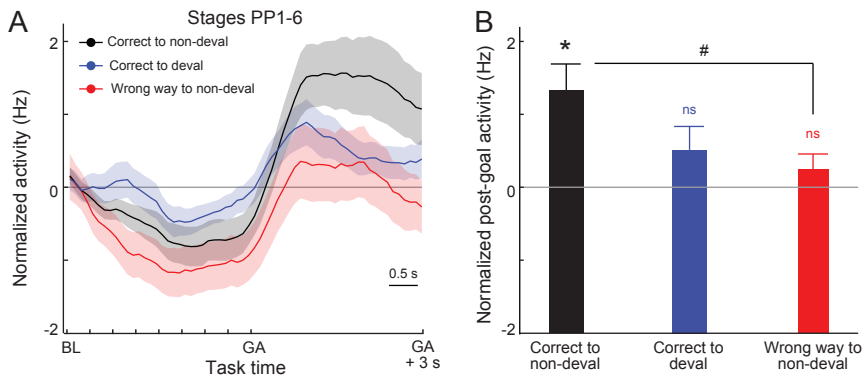 A
Stages PP1-6
Normalized activity (Hz)
2
0
-2
Correct to non-deval
Correct to deval
Wrong way to non-deval
0.5 s
BL
GA
GA
+ 3 s
Task time
B
Normalized post-goal activity (Hz)
2
0
-2
*
#
ns
ns
Correct to
non-deval
Correct to
deval
Wrong way to
non-deval